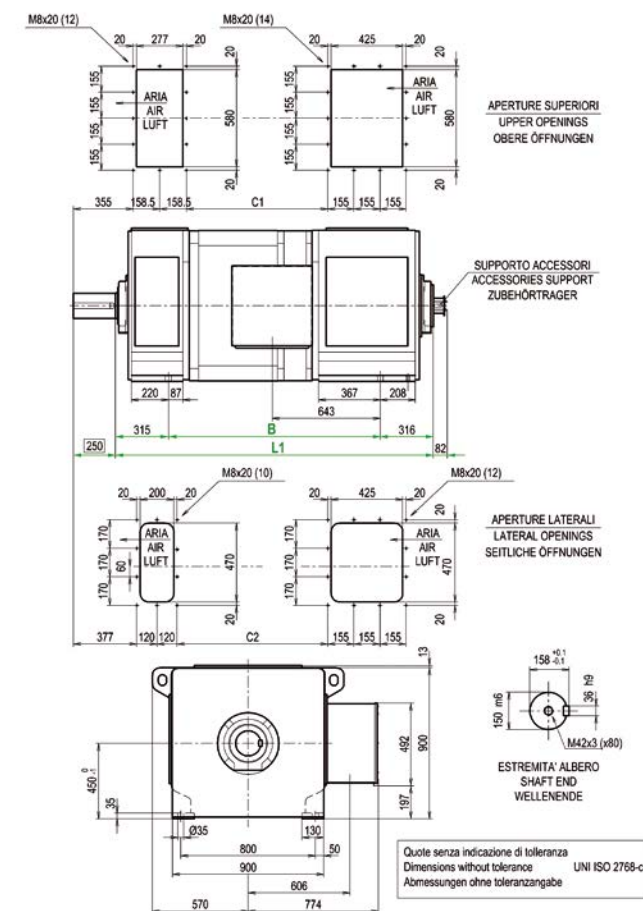 M8x20 (12)
M8x20 (14)
20 277 20
20 425 20
20
155
155
155
155
ARIA
AIR
LUFT
580
20
155
155
155
155
ARIA
AIR
LUFT
580
20
20
APERTURE SUPERIORI
UPPER OPENINGS
OBERE ÖFFNUNGEN
355 158.5 158.5 C1 155 155 155
SUPPORTO ACCESSORI
ACCESSORIES SUPPORT
ZUBEHÖRTRAGER
220 87 367 208
643
315 B 316
250 L1 82
M8x20 (10)
M8x20 (12)
20 200 20
20 425 20
20
170
170
170
60
ARIA
AIR
LUFT
470
20
170
170
170
ARIA
AIR
LUFT
470
20
20
APERTURE LATERALI
LATERAL OPENINGS
SEITLICHE ÖFFNUNGEN
377 120 120 C2 155 155 155
13
450 0 -1
35
Ø35
130
800 50
900
606
570 774
492
197
900
158 +0.1 -0.1
150 m6
36 h9
M42x3 (x80)
ESTREMITA' ALBERO
SHAFT END
WELLENENDE
Quote senza indicazione di tolleranza
Dimensions without tolerance UNI ISO 2768-c
Abmessungen ohne toleranzangabe